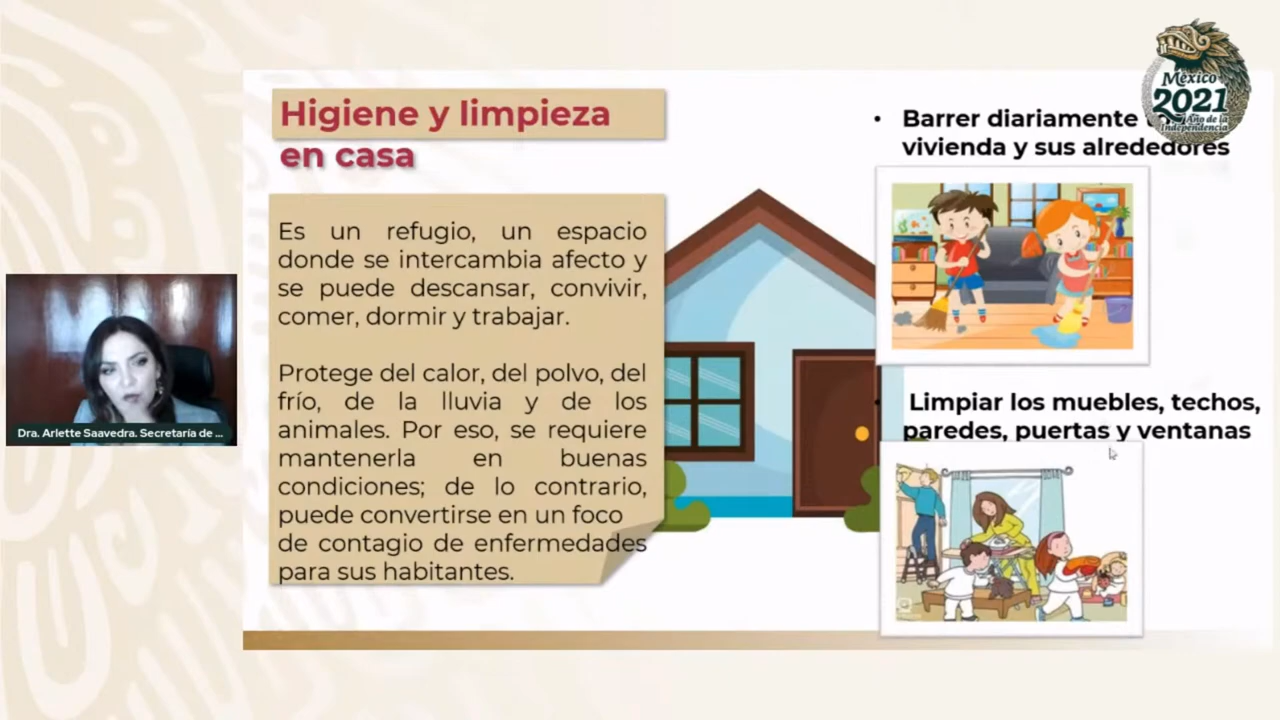 México
2021
Año de la
Independencia
Higiene y limpieza
en casa
Es un refugio, un espacio
donde se intercambia afecto y
se puede descansar, convivir,
comer, dormir y trabajar.
Protege del calor, del polvo, del
frío, de la lluvia y de los
animales. Por eso, se requiere
mantenerla en buenas
condiciones; de lo contrario,
puede convertirse en un foco
de contagio de enfermedades
para sus habitantes.
• Barrer diariamente
vivienda y sus alrededores
Limpiar los muebles, techos,
paredes, puertas y ventanas
Dra. Arlette Saavedra. Secretaría de ...